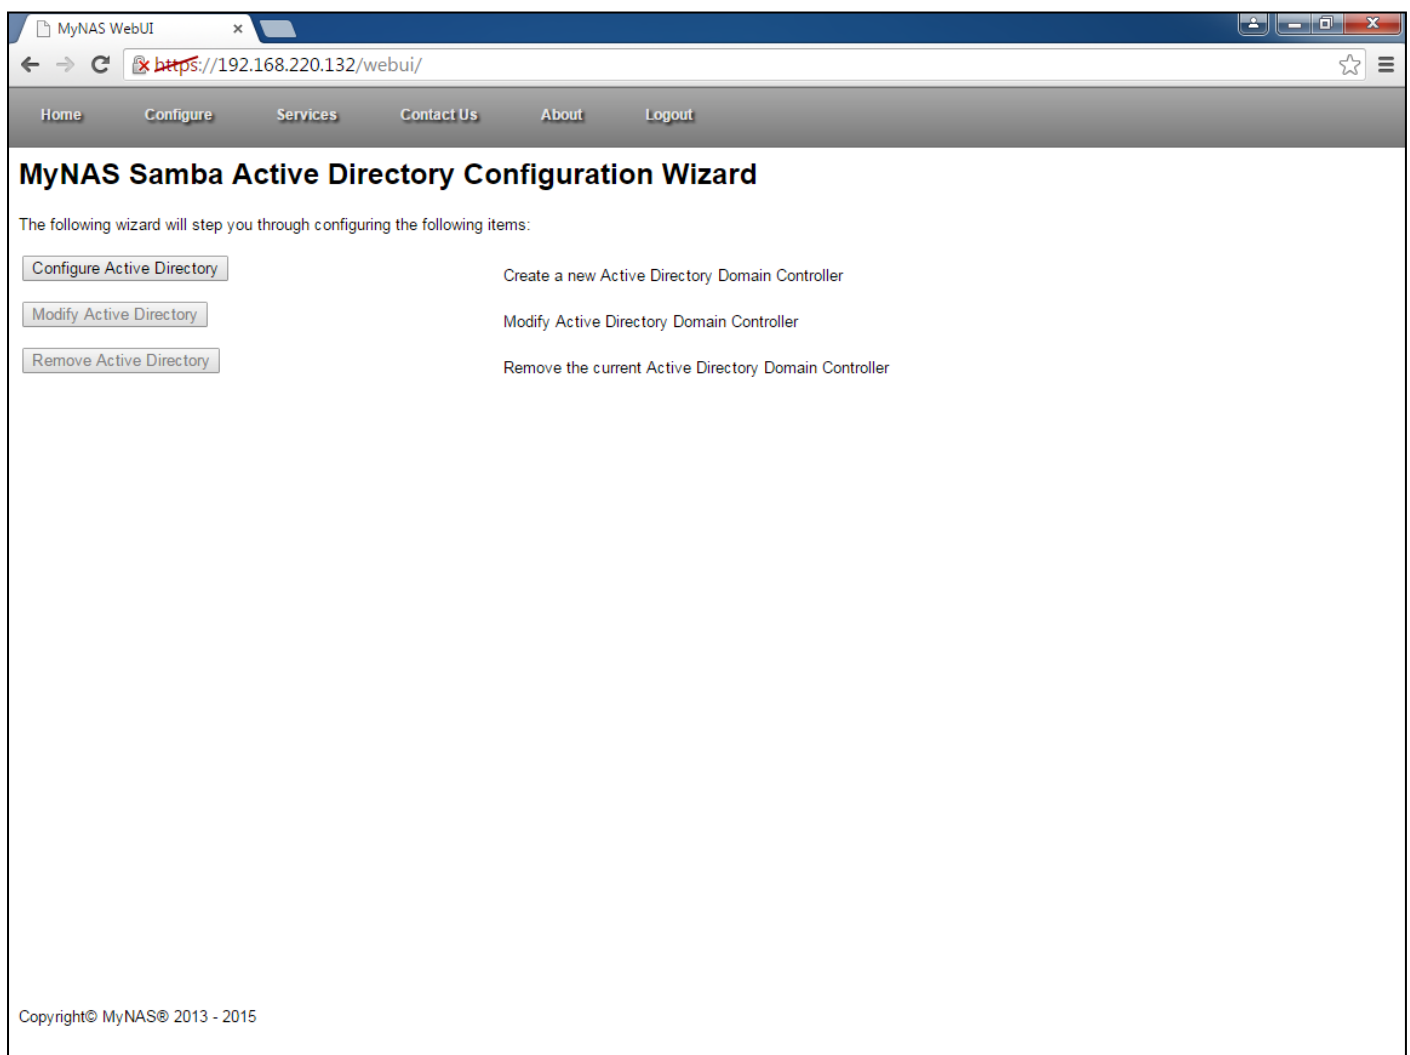 MyNAS WebUI
https://192.168.220.132/webui/
Home Configure Services Contact Us About Logout
MyNAS Samba Active Directory Configuration Wizard
The following wizard will step you through configuring the following items:
Configure Active Directory Create a new Active Directory Domain Controller
Modify Active Directory Modify Active Directory Domain Controller
Remove Active Directory Remove the current Active Directory Domain Controller
Copyright© MyNAS® 2013 - 2015